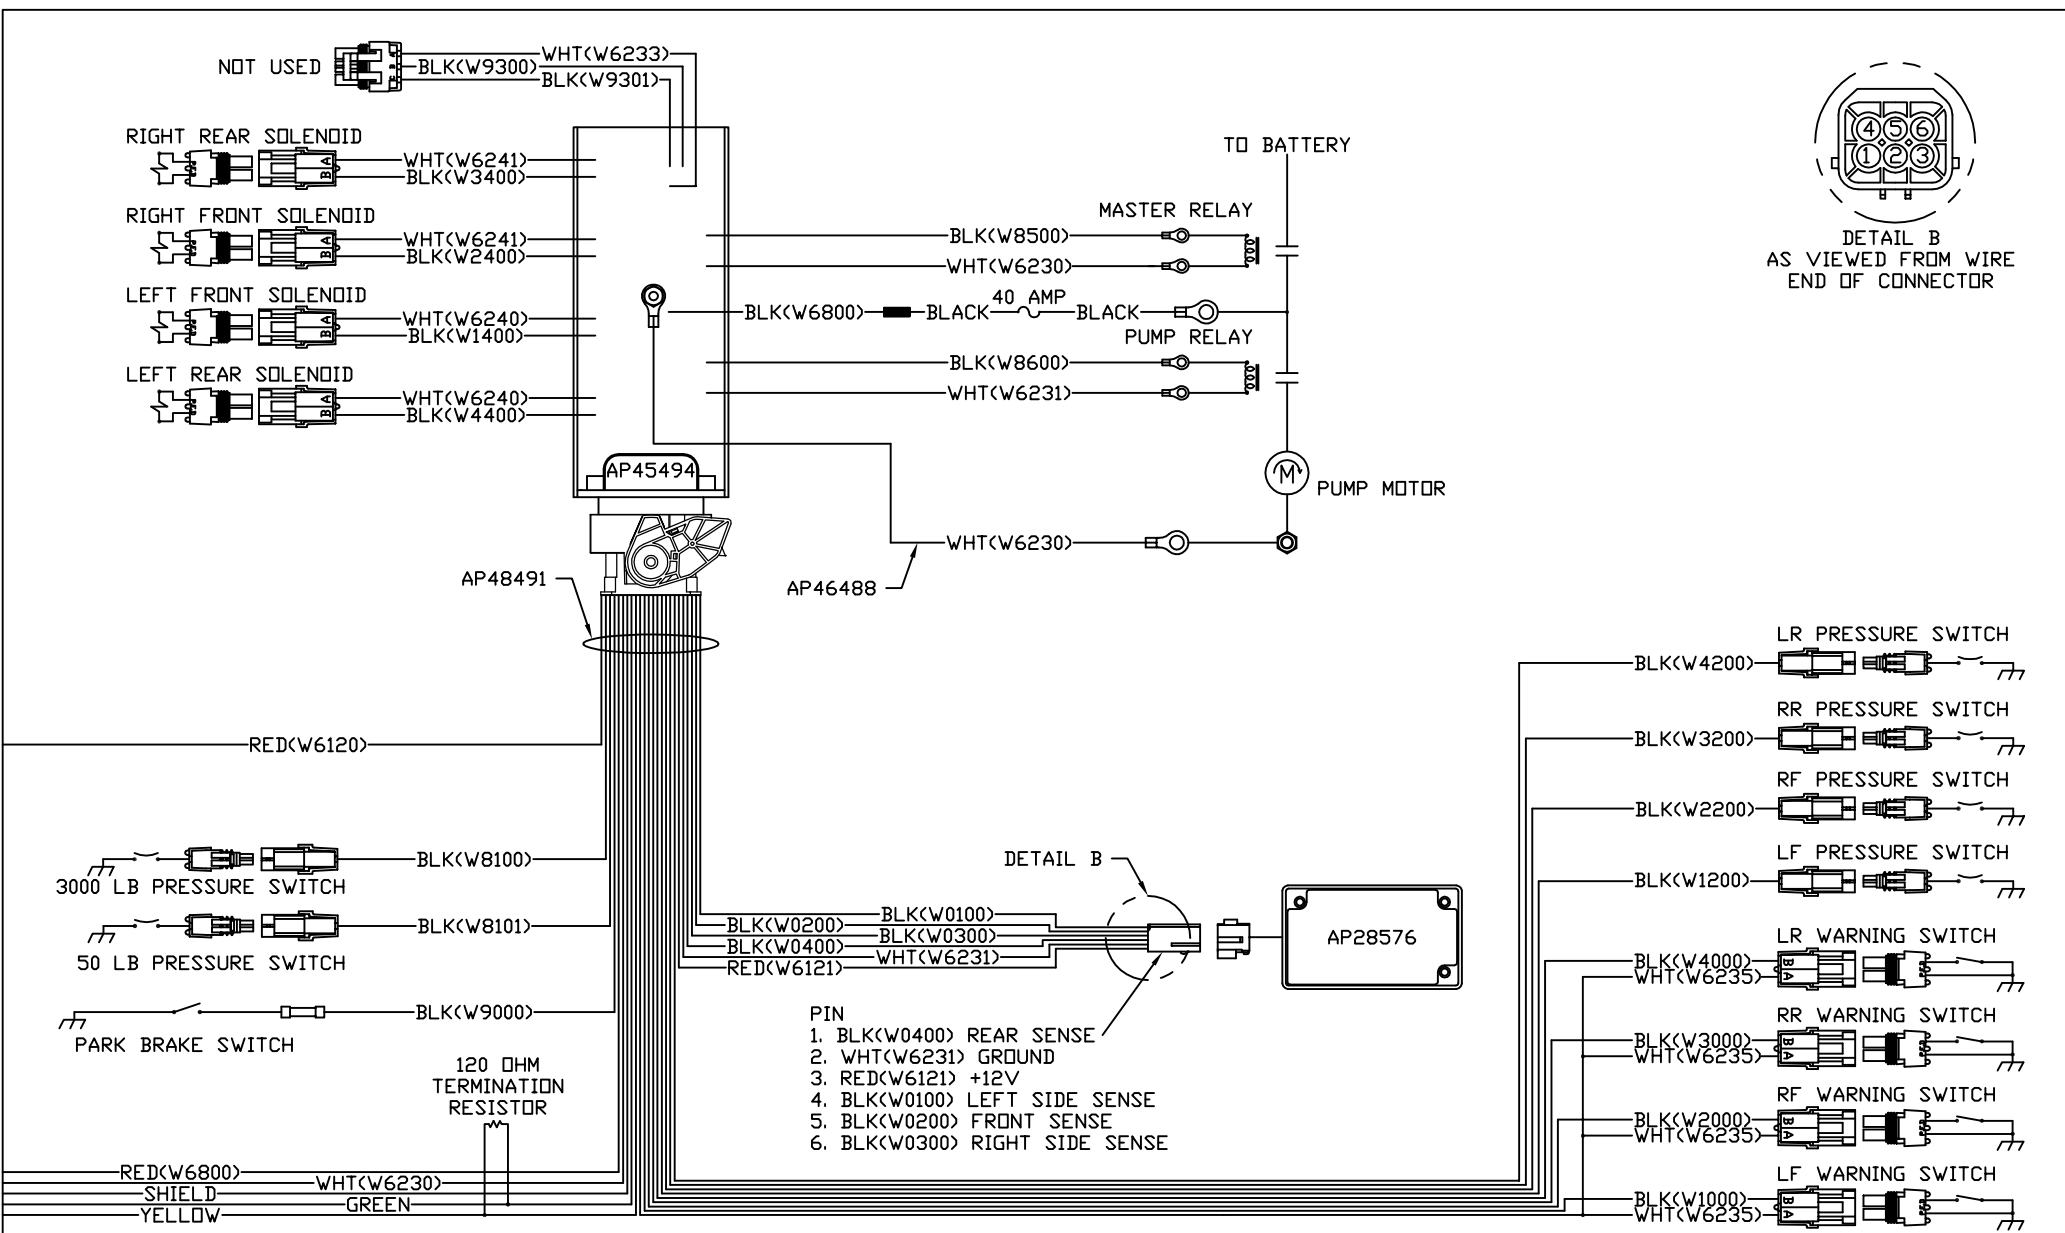 NOT USED
WHT(W6233)
BLK(W9300)
BLK(W9301)
RIGHT REAR SOLENOID
A
B
WHT(W6241)
BLK(W3400)
RIGHT FRONT SOLENOID
A
B
WHT(W6241)
BLK(W2400)
LEFT FRONT SOLENOID
A
B
WHT(W6240)
BLK(W1400)
LEFT REAR SOLENOID
A
B
WHT(W6240)
BLK(W4400)
TO BATTERY
MASTER RELAY
BLK(W8500)
WHT(W6230)
BLK(W6800)
BLACK
40 AMP
BLACK
PUMP RELAY
BLK(W8600)
WHT(W6231)
M
PUMP MOTOR
WHT(W6230)
AP46488
AP45494
AP48491
4 5 6
1 2 3
DETAIL B
AS VIEWED FROM WIRE
END OF CONNECTOR
RED(W6120)
BLK(W8100)
3000 LB PRESSURE SWITCH
BLK(W8101)
50 LB PRESSURE SWITCH
BLK(W9000)
PARK BRAKE SWITCH
120 OHM
TERMINATION
RESISTOR
RED(W6800)
WHT(W6230)
SHIELD
GREEN
YELLOW
DETAIL B
BLK(W0100)
BLK(W0200)
BLK(W0300)
BLK(W0400)
WHT(W6231)
RED(W6121)
AP28576
PIN
1. BLK(W0400) REAR SENSE
2. WHT(W6231) GROUND
3. RED(W6121) +12V
4. BLK(W0100) LEFT SIDE SENSE
5. BLK(W0200) FRONT SENSE
6. BLK(W0300) RIGHT SIDE SENSE
LR PRESSURE SWITCH
BLK(W4200)
RR PRESSURE SWITCH
BLK(W3200)
RF PRESSURE SWITCH
BLK(W2200)
LF PRESSURE SWITCH
BLK(W1200)
LR WARNING SWITCH
BLK(W4000)
WHT(W6235)
B
A
RR WARNING SWITCH
BLK(W3000)
WHT(W6235)
B
A
RF WARNING SWITCH
BLK(W2000)
WHT(W6235)
B
A
LF WARNING SWITCH
BLK(W1000)
WHT(W6235)
B
A